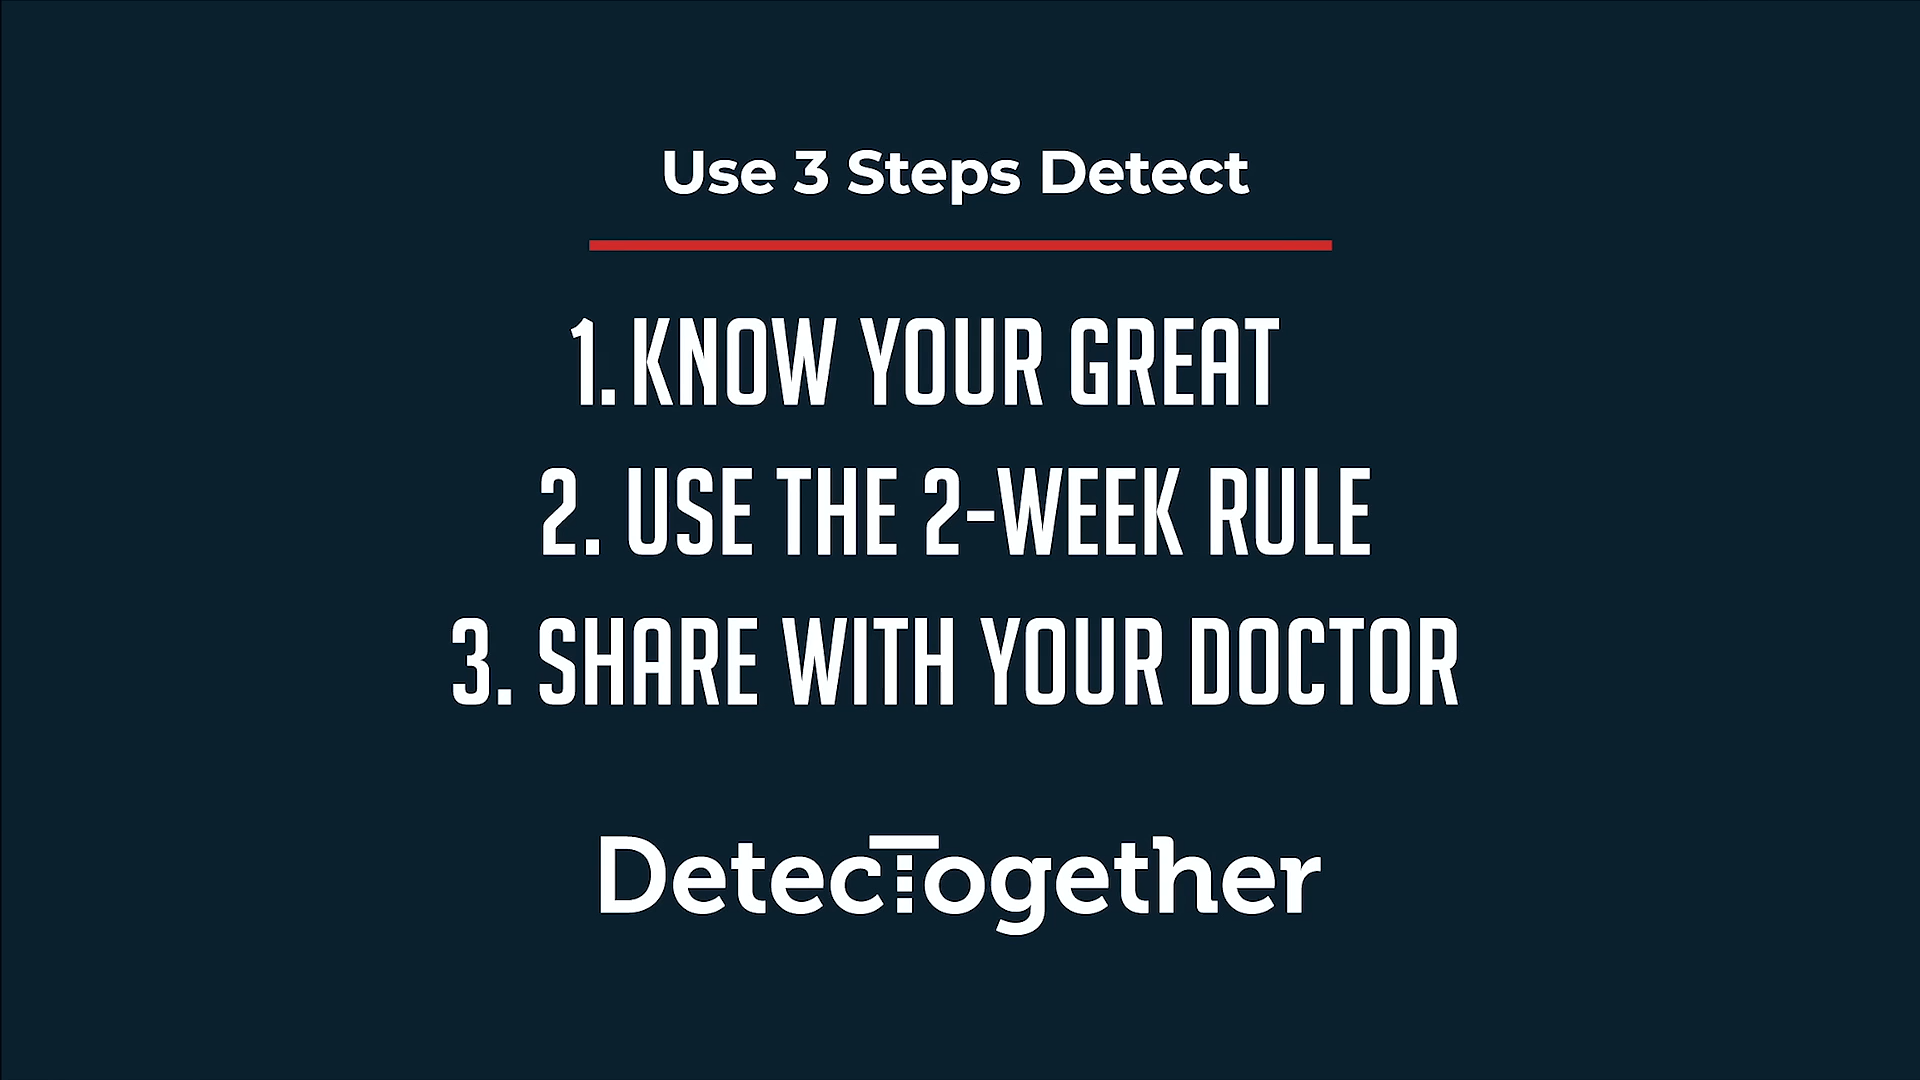 Use 3 Steps Detect
1. KNOW YOUR GREAT
2. USE THE 2-WEEK RULE
3. SHARE WITH YOUR DOCTOR
DetecTogether